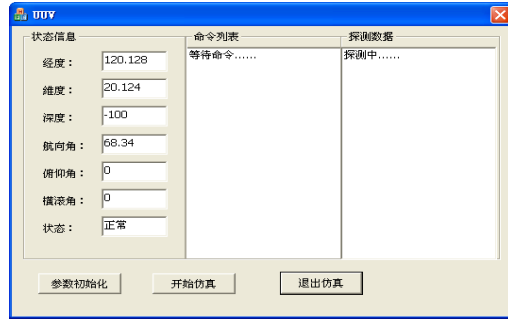 UUV
状态信息
命令列表
探测数据
经度： 120.128
维度： 20.124
深度： -100
航向角： 68.34
俯仰角： 0
横滚角： 0
状态： 正常
等待命令......
探测中......
参数初始化
开始仿真
退出仿真